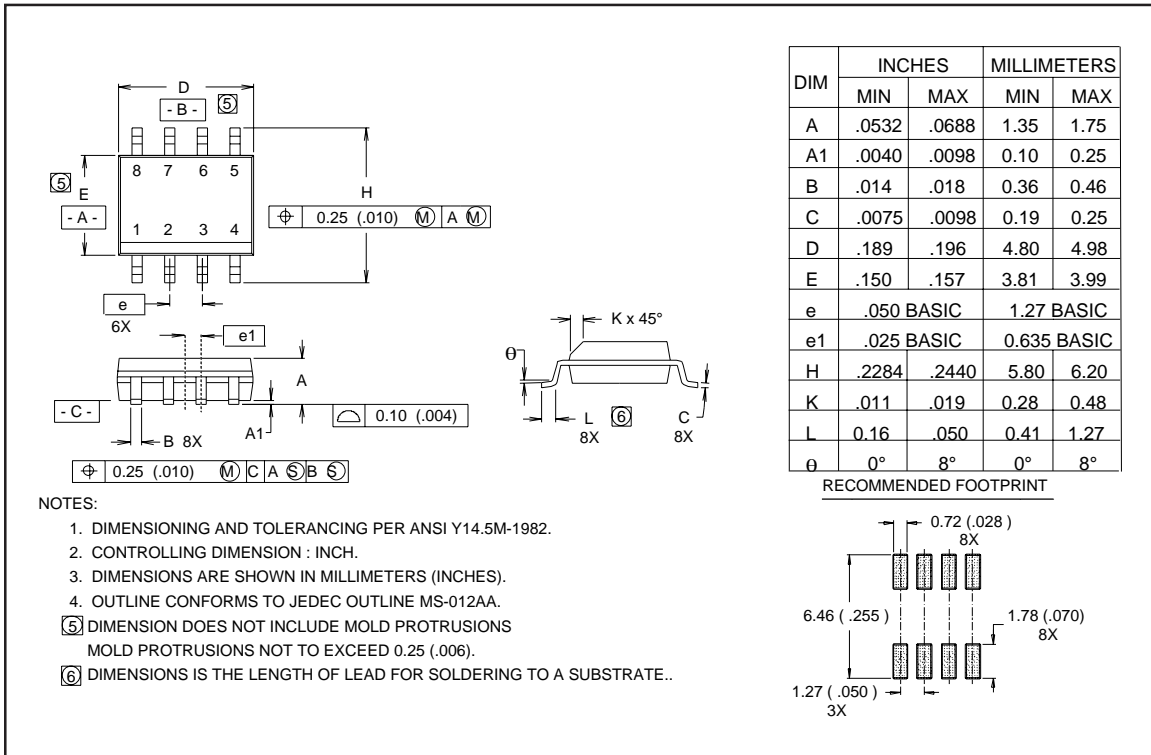 D
- B -
5
8 7 6 5
5
E
- A -
H
0.25 (.010) M A M
1 2 3 4
e
6X
e1
A
- C -
B 8X
A1
0.10 (.004)
0.25 (.010) M C A S B S
K x 45°
θ
L
8X
6
C
8X
DIM INCHES MILLIMETERS
MIN MAX MIN MAX
A .0532 .0688 1.35 1.75
A1 .0040 .0098 0.10 0.25
B .014 .018 0.36 0.46
C .0075 .0098 0.19 0.25
D .189 .196 4.80 4.98
E .150 .157 3.81 3.99
e .050 BASIC 1.27 BASIC
e1 .025 BASIC 0.635 BASIC
H .2284 .2440 5.80 6.20
K .011 .019 0.28 0.48
L 0.16 .050 0.41 1.27
θ 0° 8° 0° 8°
RECOMMENDED FOOTPRINT
0.72 (.028 )
8X
6.46 ( .255 )
1.78 (.070)
8X
1.27 ( .050 )
3X
NOTES:
1. DIMENSIONING AND TOLERANCING PER ANSI Y14.5M-1982.
2. CONTROLLING DIMENSION : INCH.
3. DIMENSIONS ARE SHOWN IN MILLIMETERS (INCHES).
4. OUTLINE CONFORMS TO JEDEC OUTLINE MS-012AA.
5 DIMENSION DOES NOT INCLUDE MOLD PROTRUSIONS
MOLD PROTRUSIONS NOT TO EXCEED 0.25 (.006).
6 DIMENSIONS IS THE LENGTH OF LEAD FOR SOLDERING TO A SUBSTRATE..